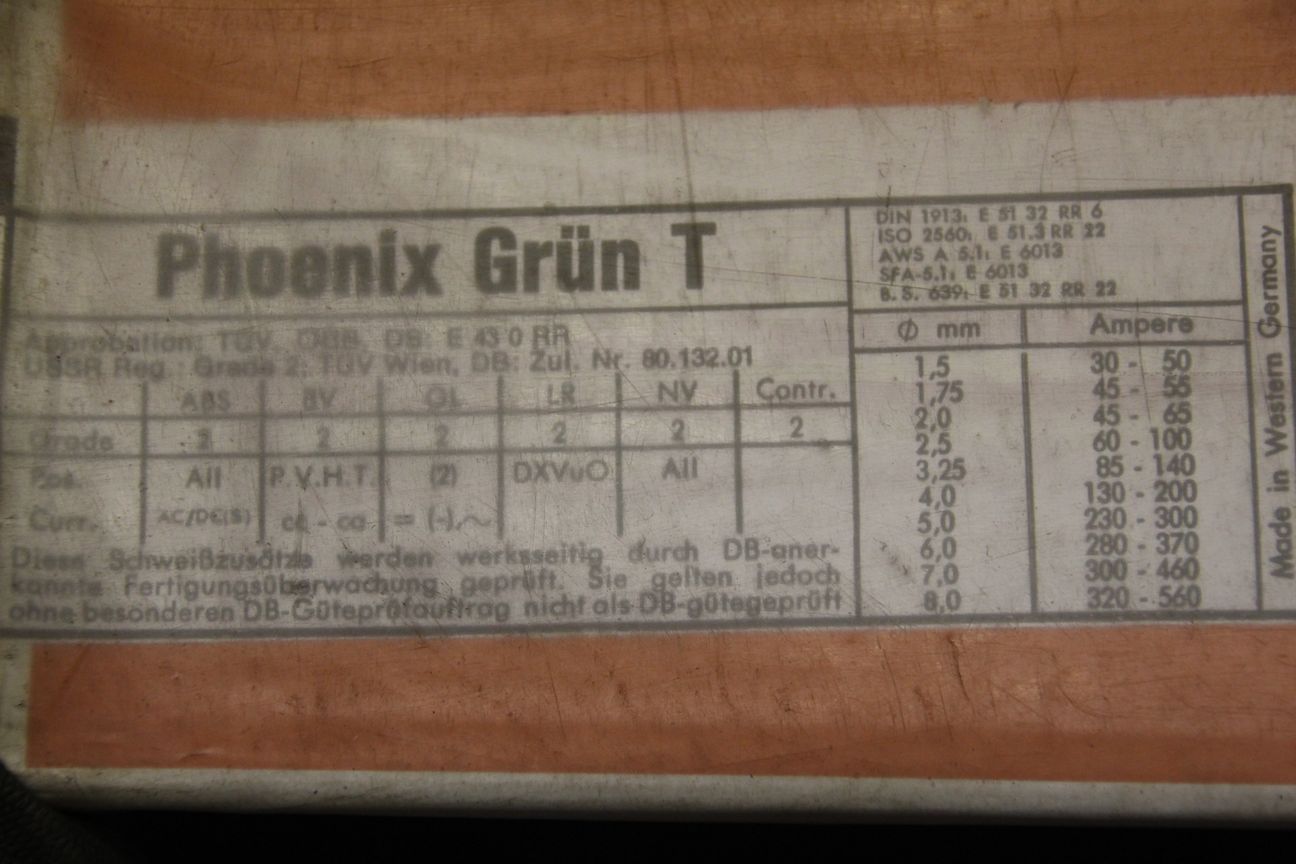 Phoenix Grün T
DIN 1913: E 51 32 RR 6
ISO 2560: E 51.3 RR 22
AWS A 5.1: E 6013
SFA-5.1: E 6013
B. S. 639: E 51 32 RR 22
Approbation: TÜV, ÖBB, DB: E 43 0 RR
USSR Reg.: Grade 2; TÜV Wien, DB: Zul. Nr. 80.132.01
ABS BV GL LR NV Contr.
Grade 2 2 2 2 2 2
Pos. All P.V.H.T. (2) DXVuO All
Curr. AC/DC(S) cc - ca = (-),~
Diese Schweißzusätze werden werksseitig durch DB-aner-
kannte Fertigungsüberwachung geprüft. Sie gelten jedoch
ohne besonderen DB-Güteprüfauftrag nicht als DB-gütegeprüft
Ø mm Ampere
1,5 30 - 50
1,75 45 - 55
2,0 45 - 65
2,5 60 - 100
3,25 85 - 140
4,0 130 - 200
5,0 230 - 300
6,0 280 - 370
7,0 300 - 460
8,0 320 - 560
Made in Western Germany